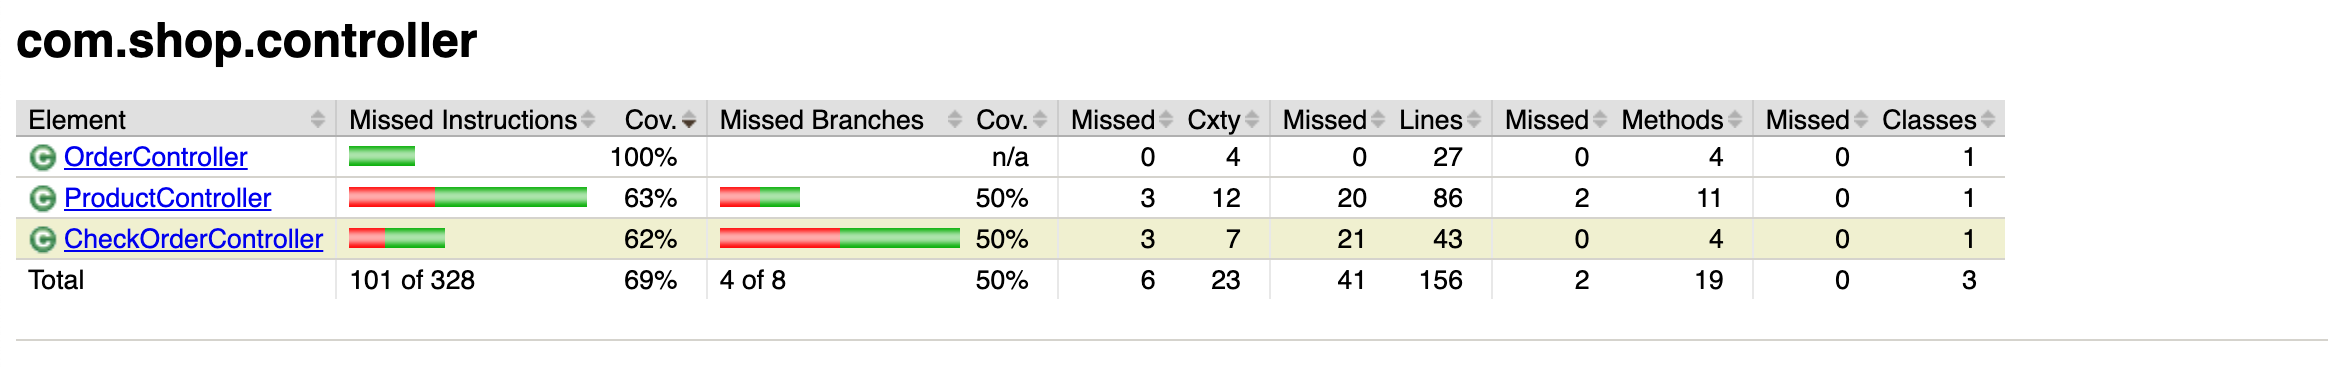 com.shop.controller
Element Missed Instructions Cov. Missed Branches Cov. Missed Cxty Missed Lines Missed Methods Missed Classes
C OrderController 100% n/a 0 4 0 27 0 4 0 1
C ProductController 63% 50% 3 12 20 86 2 11 0 1
C CheckOrderController 62% 50% 3 7 21 43 0 4 0 1
Total 101 of 328 69% 4 of 8 50% 6 23 41 156 2 19 0 3